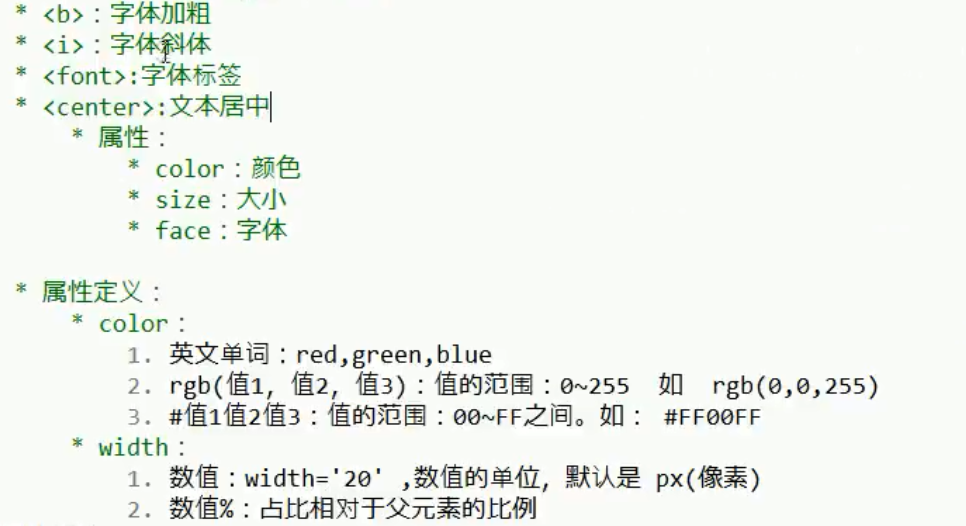 * <b>：字体加粗
* <i>：字体斜体
* <font>:字体标签
* <center>:文本居中
* 属性：
* color：颜色
* size：大小
* face：字体
* 属性定义：
* color：
1. 英文单词：red,green,blue
2. rgb(值1, 值2, 值3)：值的范围：0~255 如 rgb(0,0,255)
3. #值1值2值3：值的范围：00~FF之间。如： #FF00FF
* width：
1. 数值：width='20' ,数值的单位, 默认是 px(像素)
2. 数值%：占比相对于父元素的比例